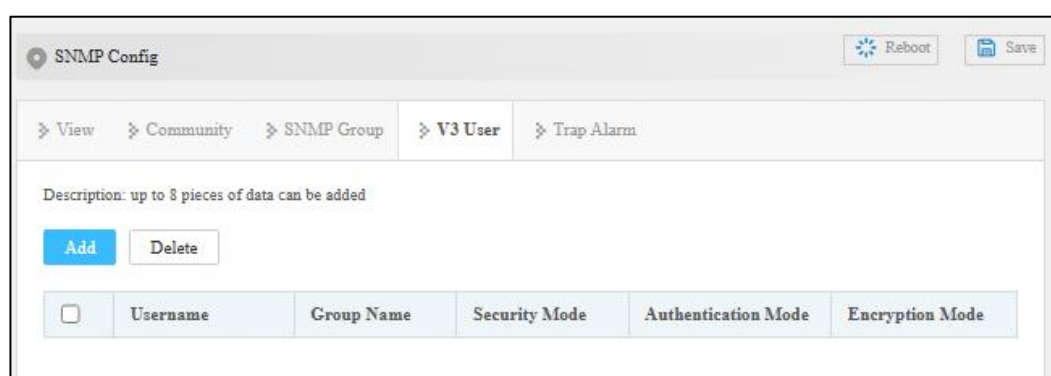 SNMP Config
Reboot
Save
View
Community
SNMP Group
V3 User
Trap Alarm
Description: up to 8 pieces of data can be added
Add
Delete
Username
Group Name
Security Mode
Authentication Mode
Encryption Mode